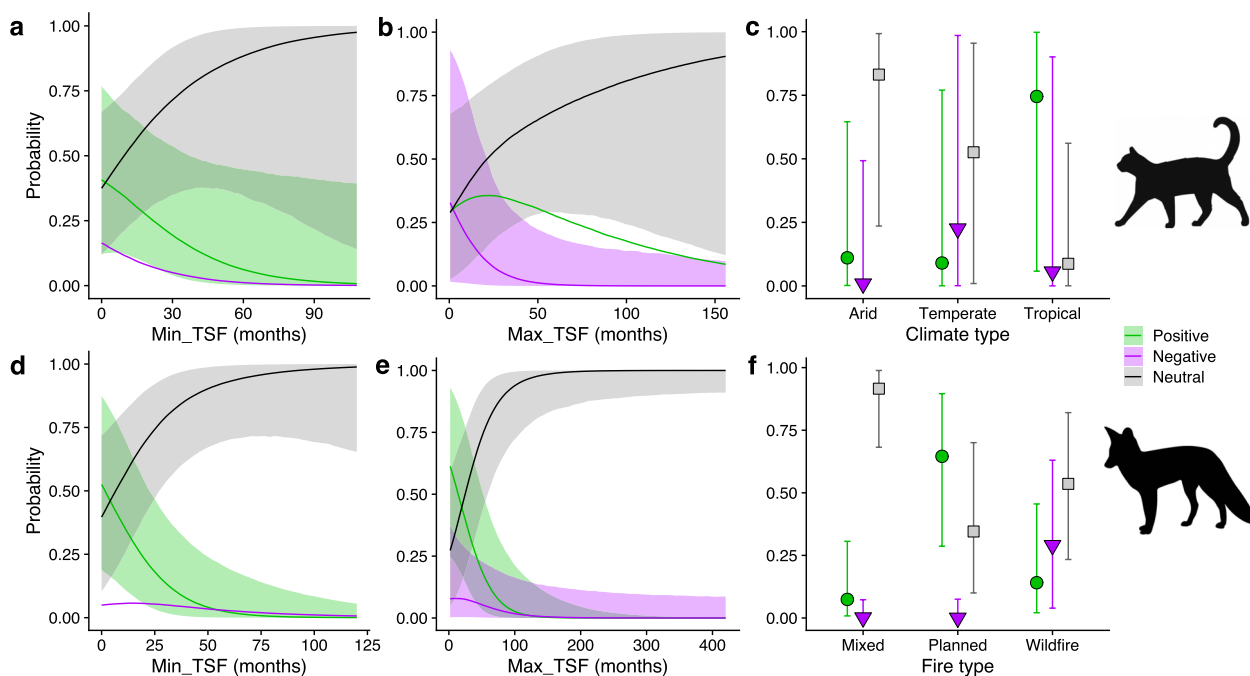 a
1.00
0.75
0.50
0.25
0.00
Probability
0
30
60
90
Min_TSF (months)
b
1.00
0.75
0.50
0.25
0.00
0
50
100
150
Max_TSF (months)
c
1.00
0.75
0.50
0.25
0.00
Arid
Temperate
Tropical
Climate type
Positive
Negative
Neutral
d
1.00
0.75
0.50
0.25
0.00
Probability
0
25
50
75
100
125
Min_TSF (months)
e
1.00
0.75
0.50
0.25
0.00
0
100
200
300
400
Max_TSF (months)
f
1.00
0.75
0.50
0.25
0.00
Mixed
Planned
Wildfire
Fire type